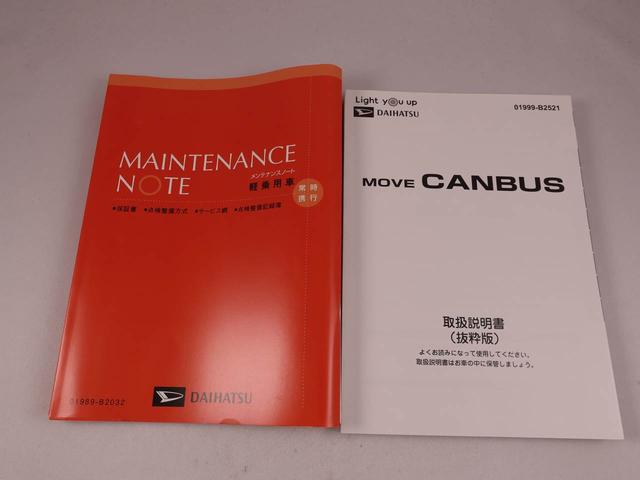 MAINTENANCE
NOTE
メンテナンスノート
軽乗用車
常時
携行
●保証書 ●点検整備方式 ●サービス網 ●点検整備記録簿
DAIHATSU
01989-B2032
Light you up
DAIHATSU
01999-B2521
MOVE CANBUS
取扱説明書
（抜粋版）
よくお読みになって使用してください。
取扱説明書はお車の中に保管しましょう。